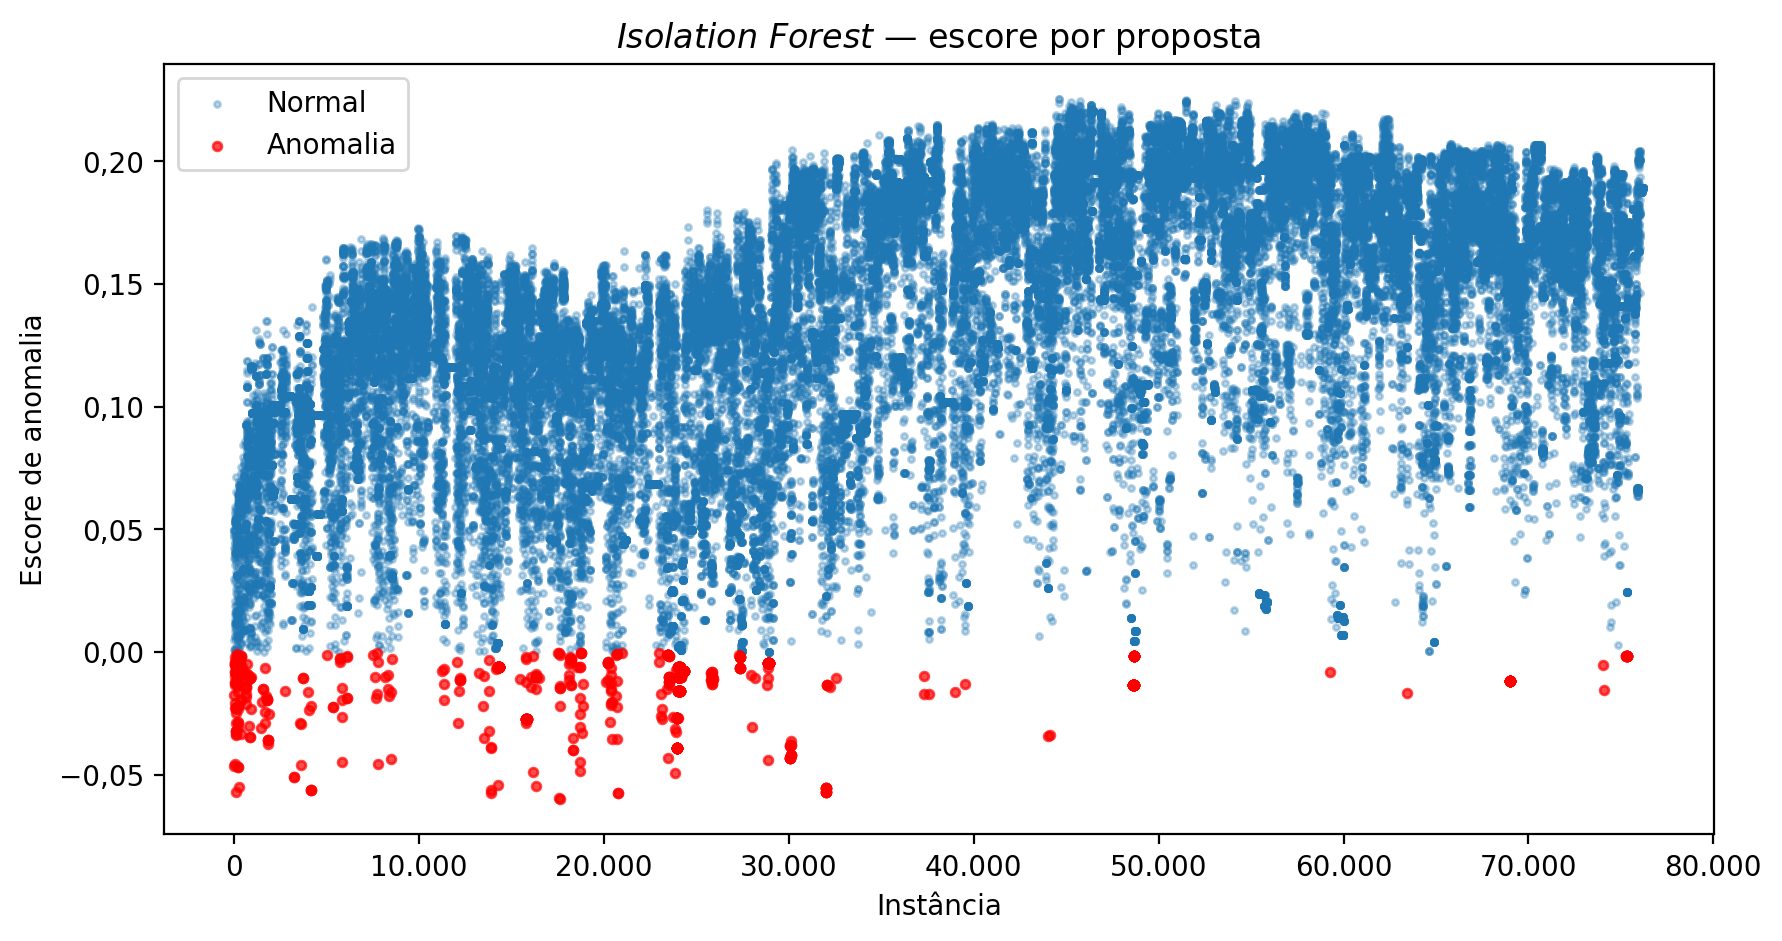 Isolation Forest — escore por proposta
Normal
Anomalia
0,20
0,15
0,10
0,05
0,00
−0,05
Escore de anomalia
0 10.000 20.000 30.000 40.000 50.000 60.000 70.000 80.000
Instância